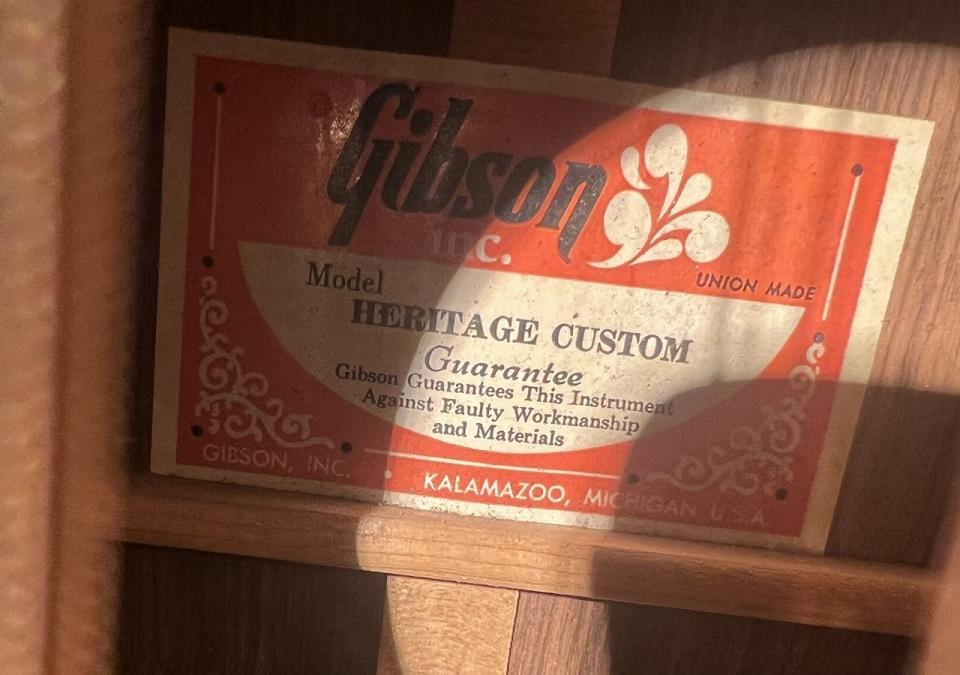 Gibson
INC.
UNION MADE
Model
HERITAGE CUSTOM
Guarantee
Gibson Guarantees This Instrument
Against Faulty Workmanship
and Materials
GIBSON, INC.
KALAMAZOO, MICHIGAN U.S.A.